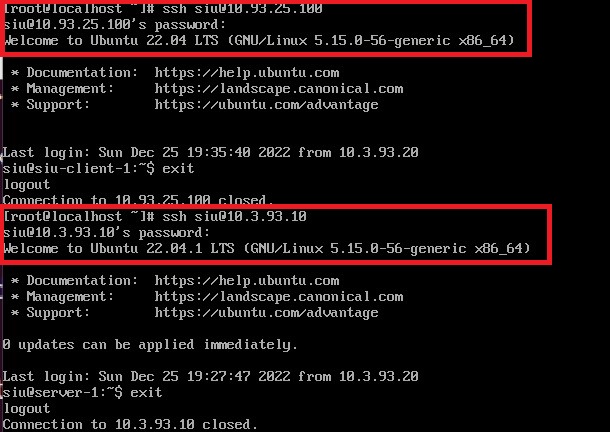 [root@localhost ~]# ssh siu@10.93.25.100
siu@10.93.25.100's password:
Welcome to Ubuntu 22.04 LTS (GNU/Linux 5.15.0-56-generic x86_64)
* Documentation:  https://help.ubuntu.com
* Management:     https://landscape.canonical.com
* Support:        https://ubuntu.com/advantage
Last login: Sun Dec 25 19:35:40 2022 from 10.3.93.20
siu@siu-client-1:~$ exit
logout
Connection to 10.93.25.100 closed.
[root@localhost ~]# ssh siu@10.3.93.10
siu@10.3.93.10's password:
Welcome to Ubuntu 22.04.1 LTS (GNU/Linux 5.15.0-56-generic x86_64)
* Documentation:  https://help.ubuntu.com
* Management:     https://landscape.canonical.com
* Support:        https://ubuntu.com/advantage
0 updates can be applied immediately.
Last login: Sun Dec 25 19:27:47 2022 from 10.3.93.20
siu@server-1:~$ exit
logout
Connection to 10.3.93.10 closed.